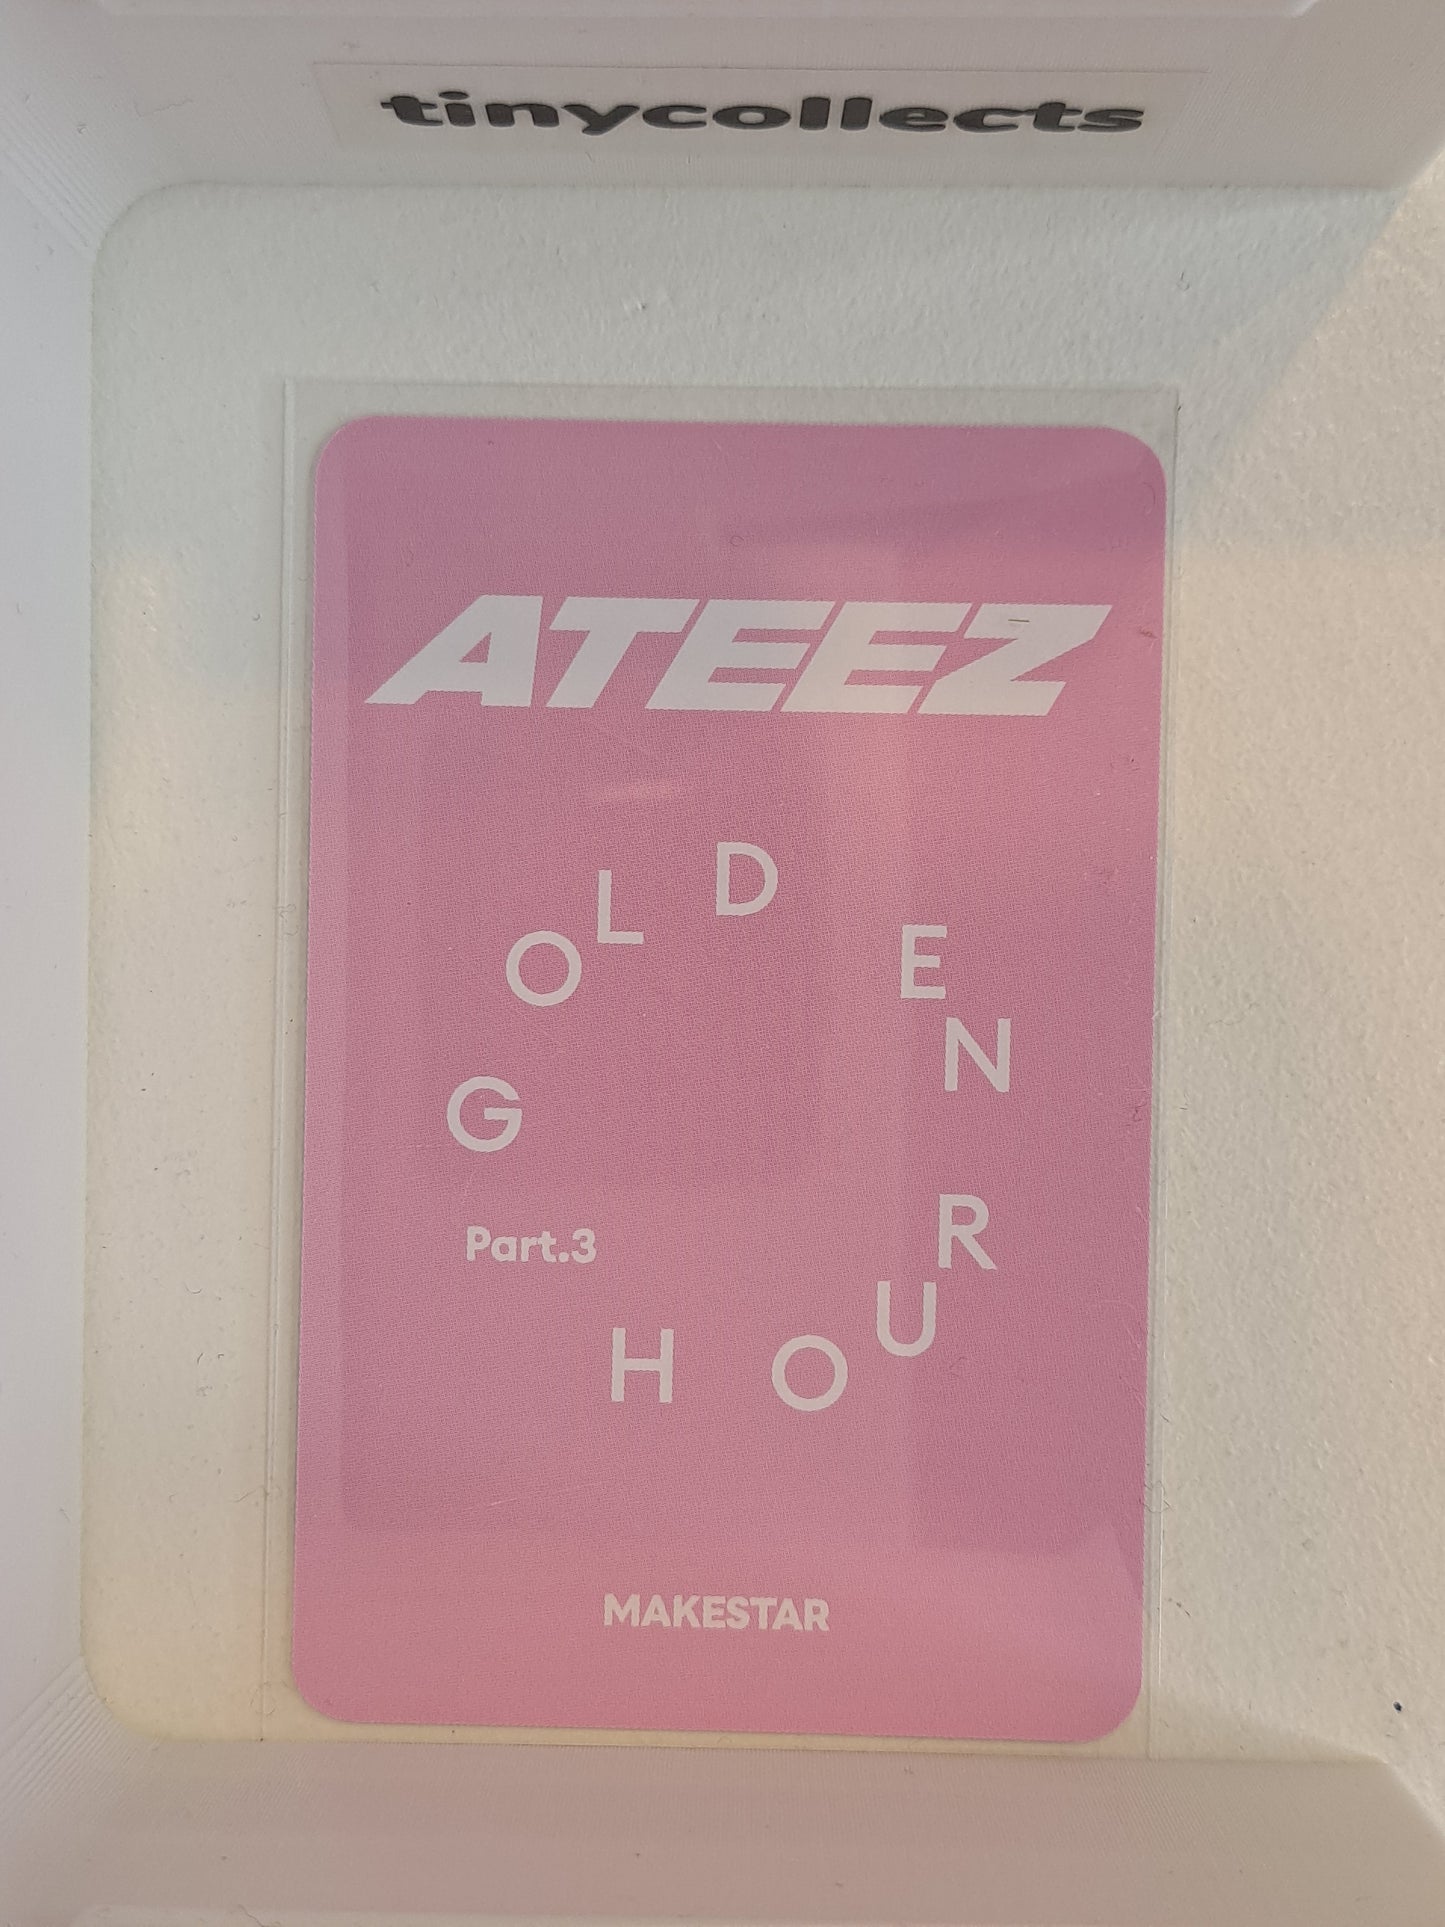 tinycollects
ATEEZ
GOLDEN
HOUR
Part.3
MAKESTAR